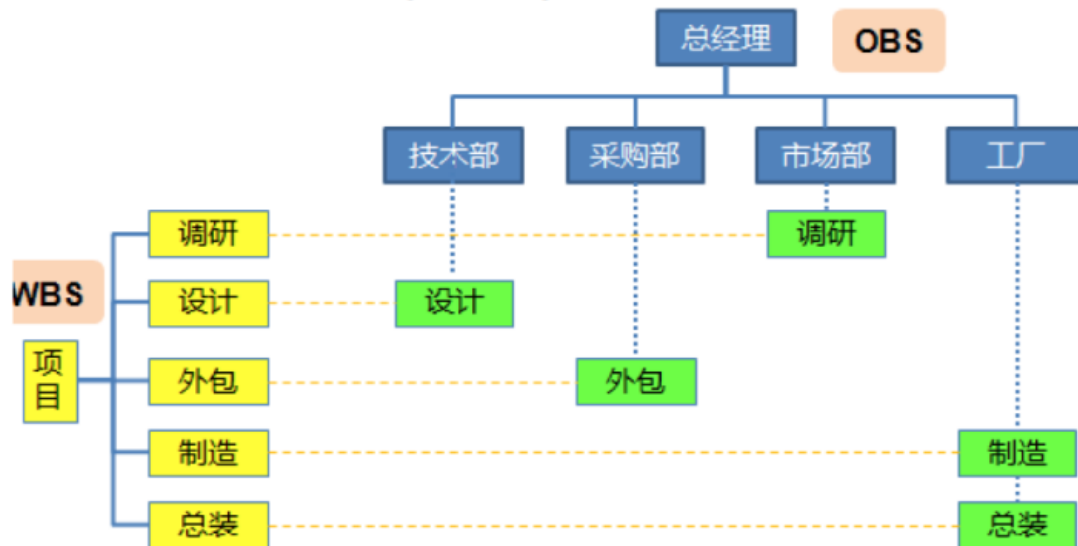 总经理
OBS
技术部
采购部
市场部
工厂
调研
调研
WBS
设计
设计
项
目
外包
外包
制造
制造
总装
总装